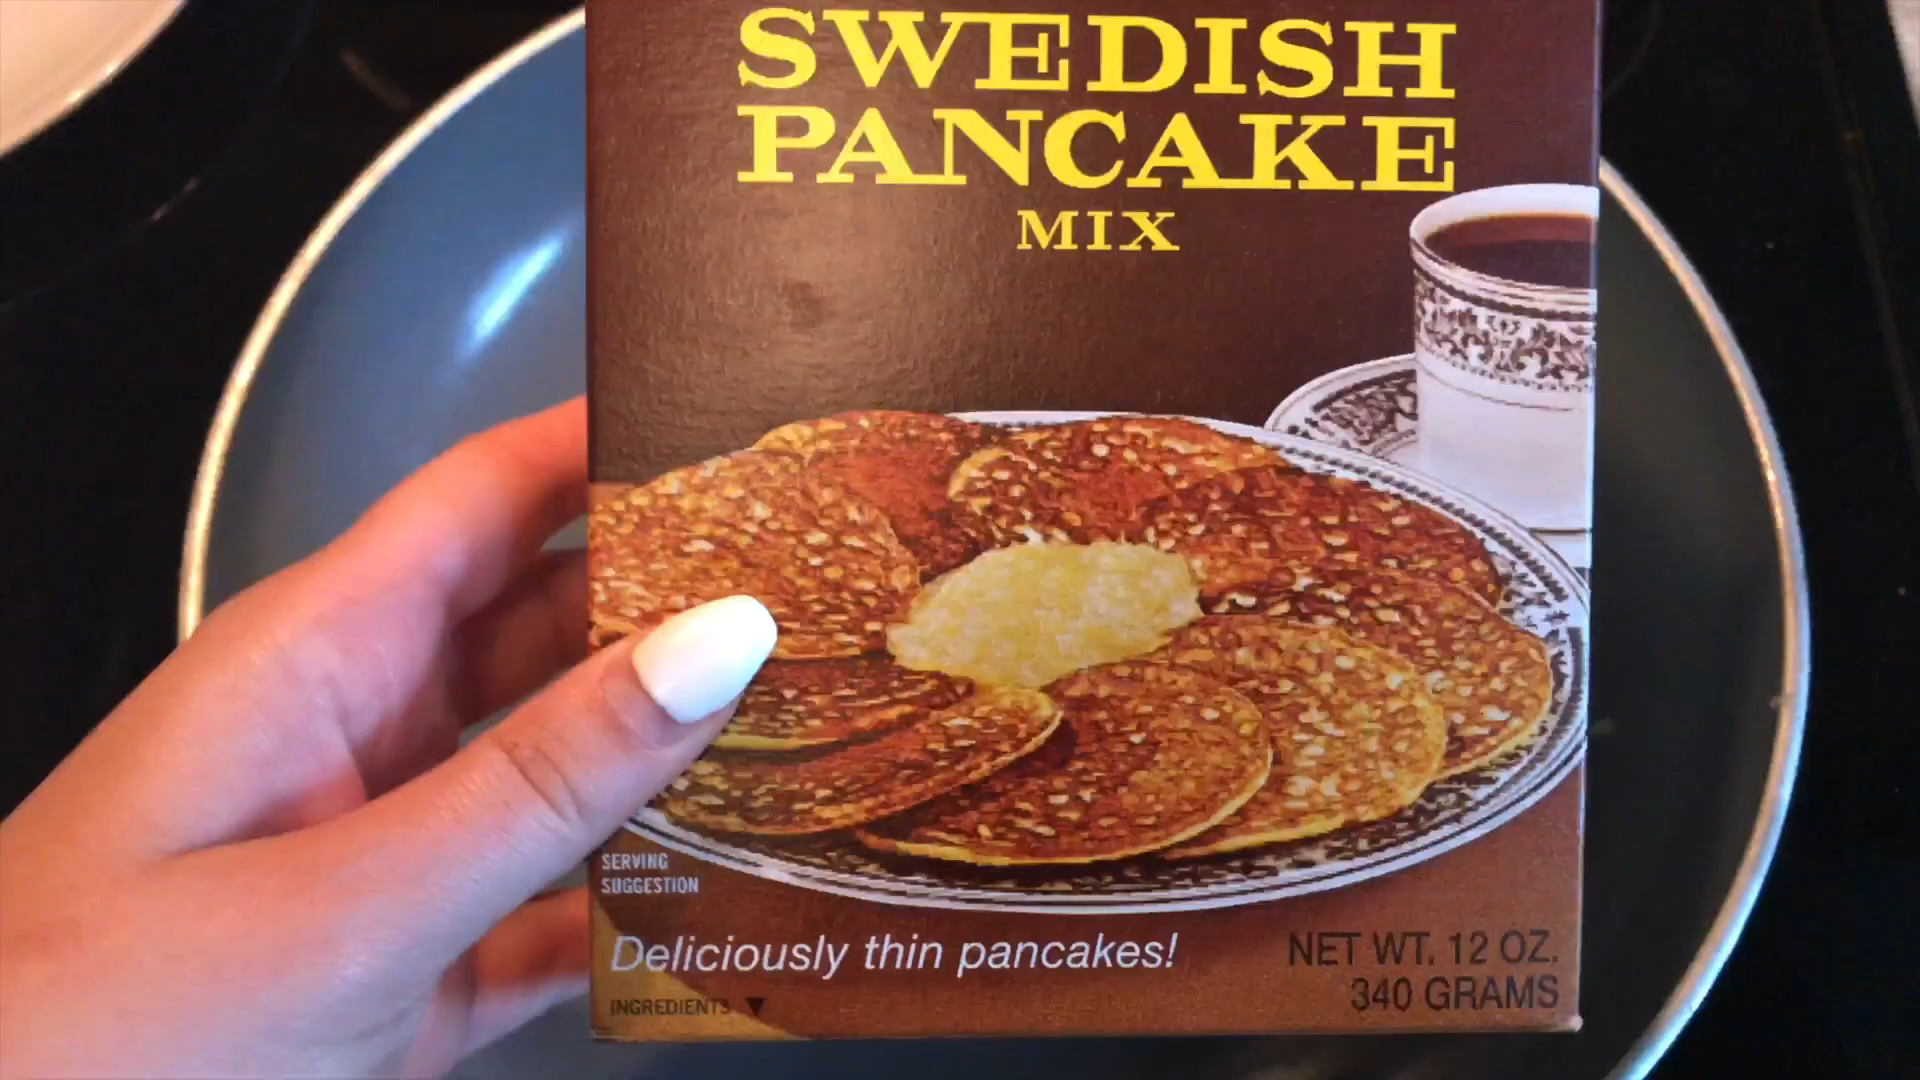 SWEDISH
PANCAKE
MIX
SERVING
SUGGESTION
Deliciously thin pancakes!
NET WT. 12 OZ.
340 GRAMS
INGREDIENTS ▼